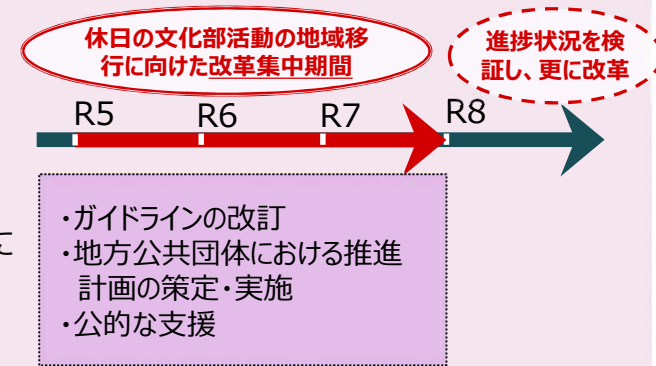 休日の文化部活動の地域移
行に向けた改革集中期間
進捗状況を検
証し、更に改革
R5 R6 R7 R8
に
・ガイドラインの改訂
・地方公共団体における推進
計画の策定・実施
・公的な支援